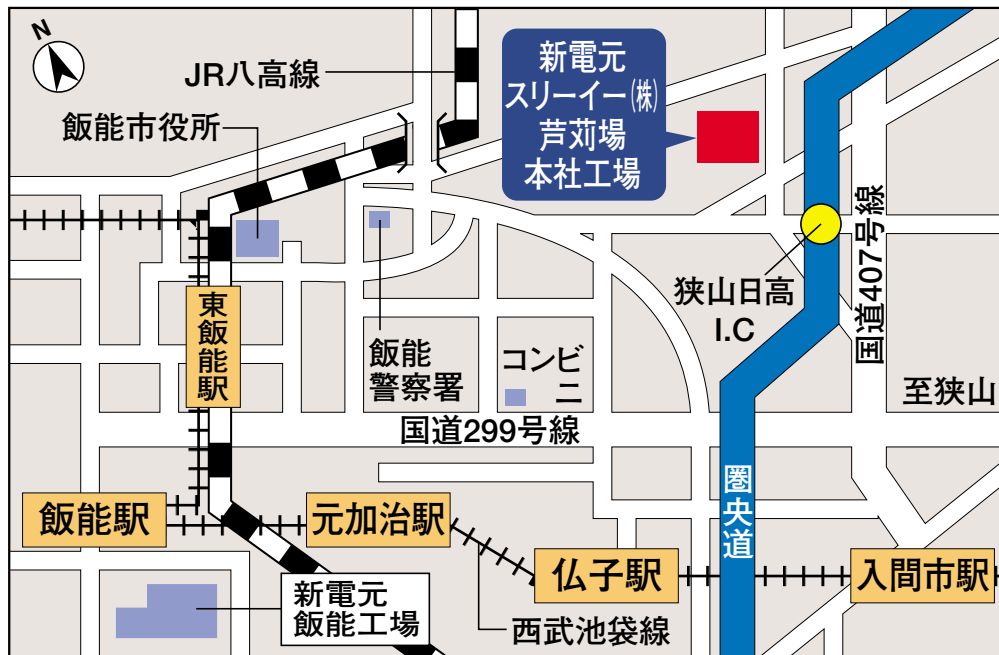 N
JR八高線
飯能市役所
新電元
スリーイー㈱
芦苅場
本社工場
東飯能駅
飯能
警察署
コンビ
ニ
狭山日高
I.C
国道407号線
至狭山
国道299号線
圏央道
飯能駅
元加治駅
仏子駅
入間市駅
新電元
飯能工場
西武池袋線